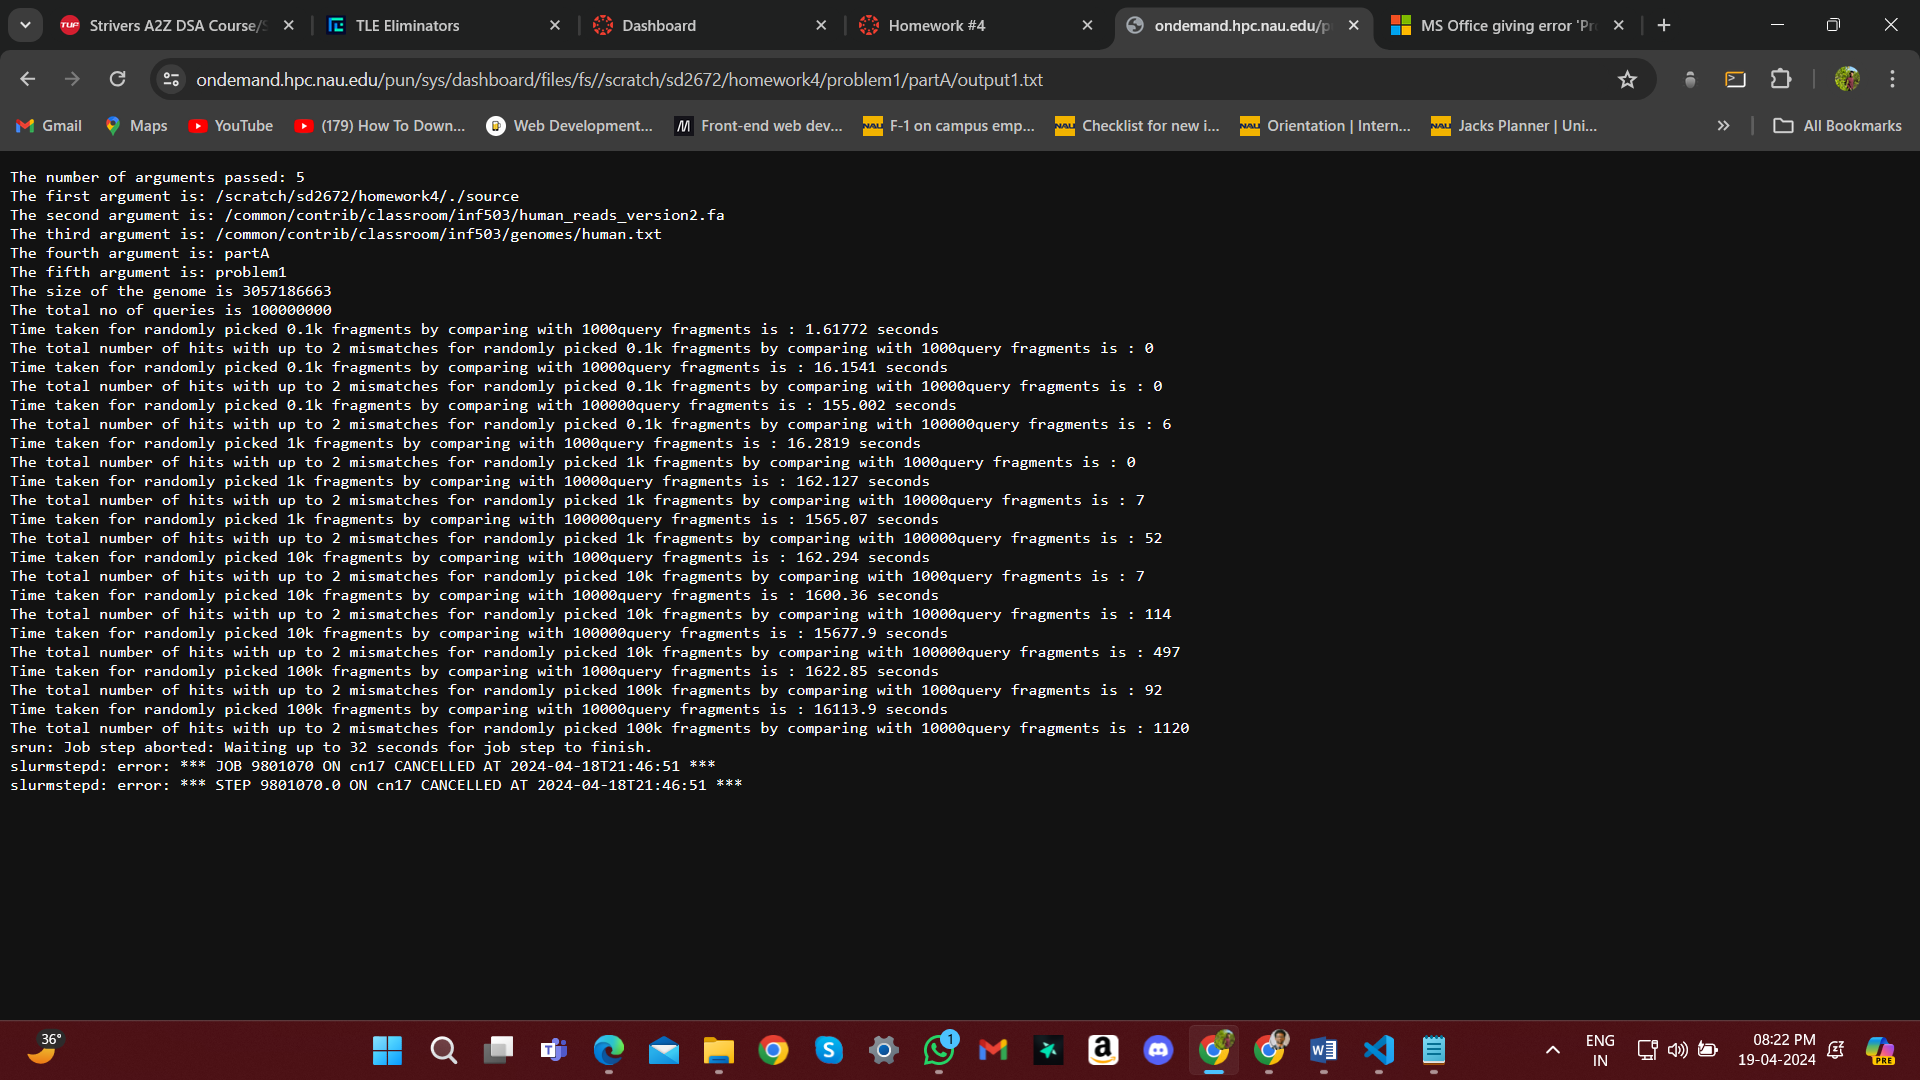 Strivers A2Z DSA Course/S
TLE Eliminators
Dashboard
Homework #4
ondemand.hpc.nau.edu/p
MS Office giving error 'Pr
ondemand.hpc.nau.edu/pun/sys/dashboard/files/fs//scratch/sd2672/homework4/problem1/partA/output1.txt
Gmail
Maps
YouTube
(179) How To Down...
Web Development...
Front-end web dev...
F-1 on campus emp...
Checklist for new i...
Orientation | Intern...
Jacks Planner | Uni...
All Bookmarks
The number of arguments passed: 5
The first argument is: /scratch/sd2672/homework4/./source
The second argument is: /common/contrib/classroom/inf503/human_reads_version2.fa
The third argument is: /common/contrib/classroom/inf503/genomes/human.txt
The fourth argument is: partA
The fifth argument is: problem1
The size of the genome is 3057186663
The total no of queries is 100000000
Time taken for randomly picked 0.1k fragments by comparing with 1000query fragments is : 1.61772 seconds
The total number of hits with up to 2 mismatches for randomly picked 0.1k fragments by comparing with 1000query fragments is : 0
Time taken for randomly picked 0.1k fragments by comparing with 10000query fragments is : 16.1541 seconds
The total number of hits with up to 2 mismatches for randomly picked 0.1k fragments by comparing with 10000query fragments is : 0
Time taken for randomly picked 0.1k fragments by comparing with 100000query fragments is : 155.002 seconds
The total number of hits with up to 2 mismatches for randomly picked 0.1k fragments by comparing with 100000query fragments is : 6
Time taken for randomly picked 1k fragments by comparing with 1000query fragments is : 16.2819 seconds
The total number of hits with up to 2 mismatches for randomly picked 1k fragments by comparing with 1000query fragments is : 0
Time taken for randomly picked 1k fragments by comparing with 10000query fragments is : 162.127 seconds
The total number of hits with up to 2 mismatches for randomly picked 1k fragments by comparing with 10000query fragments is : 7
Time taken for randomly picked 1k fragments by comparing with 100000query fragments is : 1565.07 seconds
The total number of hits with up to 2 mismatches for randomly picked 1k fragments by comparing with 100000query fragments is : 52
Time taken for randomly picked 10k fragments by comparing with 1000query fragments is : 162.294 seconds
The total number of hits with up to 2 mismatches for randomly picked 10k fragments by comparing with 1000query fragments is : 7
Time taken for randomly picked 10k fragments by comparing with 10000query fragments is : 1600.36 seconds
The total number of hits with up to 2 mismatches for randomly picked 10k fragments by comparing with 10000query fragments is : 114
Time taken for randomly picked 10k fragments by comparing with 100000query fragments is : 15677.9 seconds
The total number of hits with up to 2 mismatches for randomly picked 10k fragments by comparing with 100000query fragments is : 497
Time taken for randomly picked 100k fragments by comparing with 1000query fragments is : 1622.85 seconds
The total number of hits with up to 2 mismatches for randomly picked 100k fragments by comparing with 1000query fragments is : 92
Time taken for randomly picked 100k fragments by comparing with 10000query fragments is : 16113.9 seconds
The total number of hits with up to 2 mismatches for randomly picked 100k fragments by comparing with 10000query fragments is : 1120
srun: Job step aborted: Waiting up to 32 seconds for job step to finish.
slurmstepd: error: *** JOB 9801070 ON cn17 CANCELLED AT 2024-04-18T21:46:51 ***
slurmstepd: error: *** STEP 9801070.0 ON cn17 CANCELLED AT 2024-04-18T21:46:51 ***
36°
1
ENG
IN
08:22 PM
19-04-2024
PRE